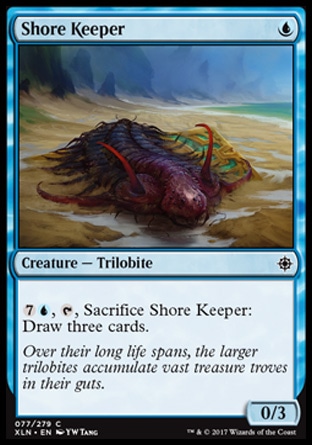 Shore Keeper
Creature — Trilobite
7, Sacrifice Shore Keeper:
Draw three cards.
Over their long life spans, the larger
trilobites accumulate vast treasure troves
in their guts.
0/3
077/279 C
XLN • EN YWTANG
™ & © 2017 Wizards of the Coast